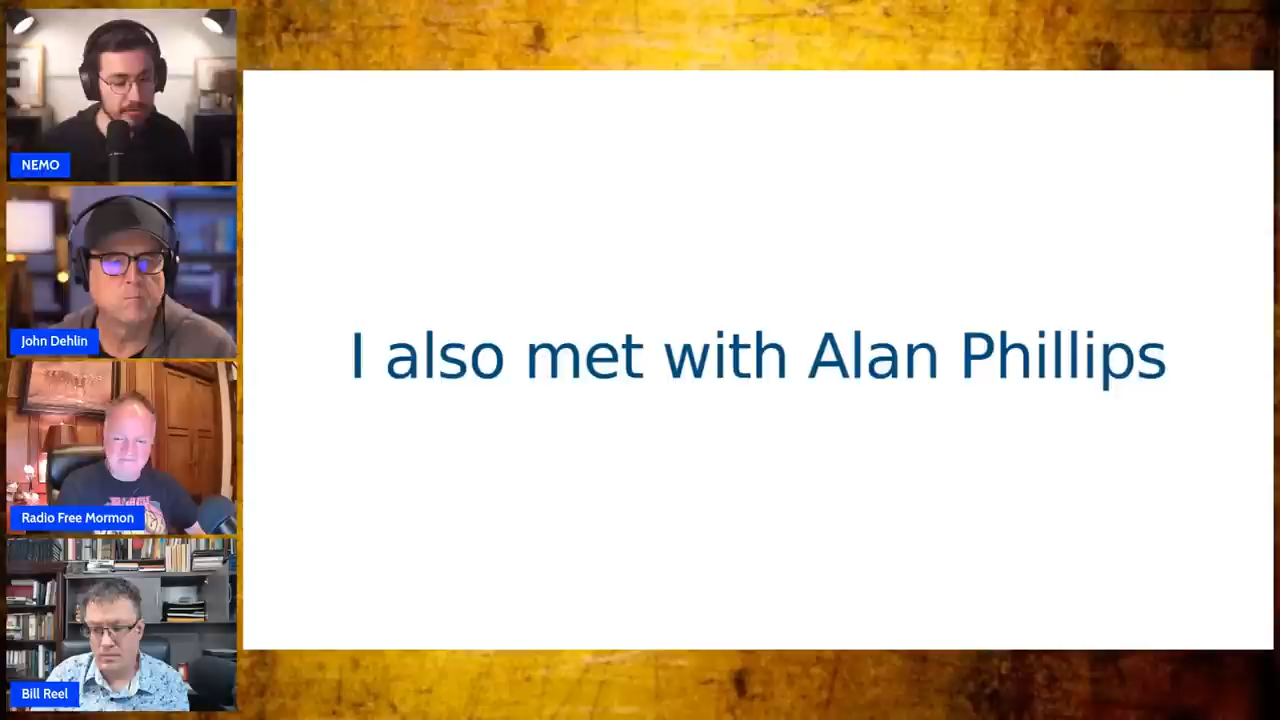 NEMO
John Dehlin
Radio Free Mormon
Bill Reel
I also met with Alan Phillips